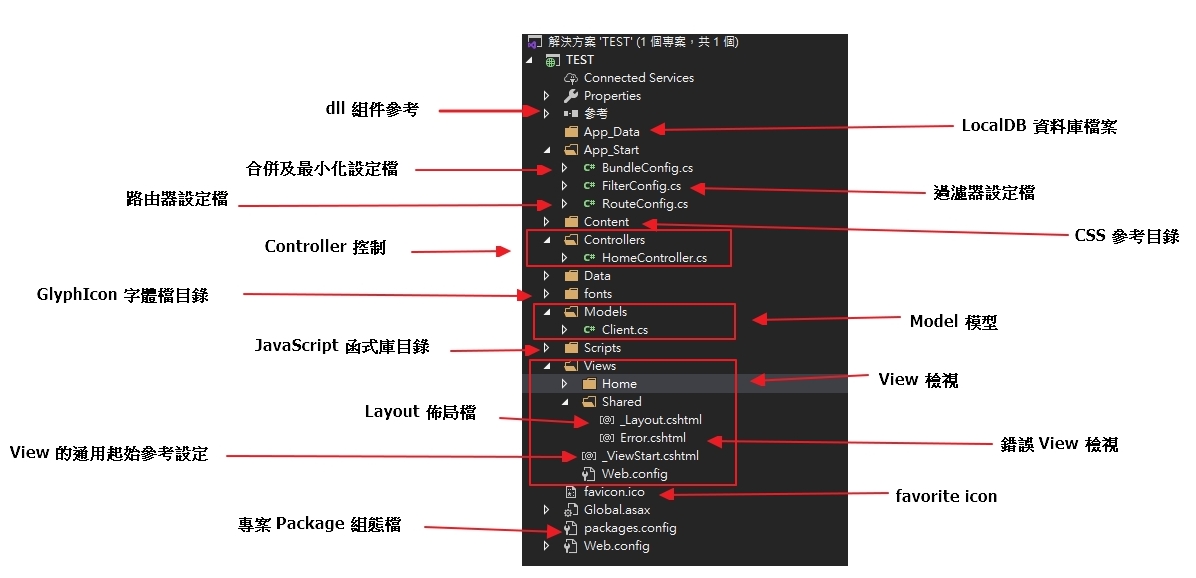 解決方案 'TEST' (1 個專案，共 1 個)
TEST
Connected Services
Properties
dll 組件參考
參考
App_Data
LocalDB 資料庫檔案
App_Start
合併及最小化設定檔
BundleConfig.cs
FilterConfig.cs
過濾器設定檔
路由器設定檔
RouteConfig.cs
Content
CSS 參考目錄
Controller 控制
Controllers
HomeController.cs
Data
GlyphIcon 字體檔目錄
fonts
Models
Model 模型
Client.cs
JavaScript 函式庫目錄
Scripts
Views
View 檢視
Home
Shared
Layout 佈局檔
_Layout.cshtml
Error.cshtml
錯誤 View 檢視
View 的通用起始參考設定
_ViewStart.cshtml
Web.config
favicon.ico
favorite icon
Global.asax
專案 Package 組態檔
packages.config
Web.config